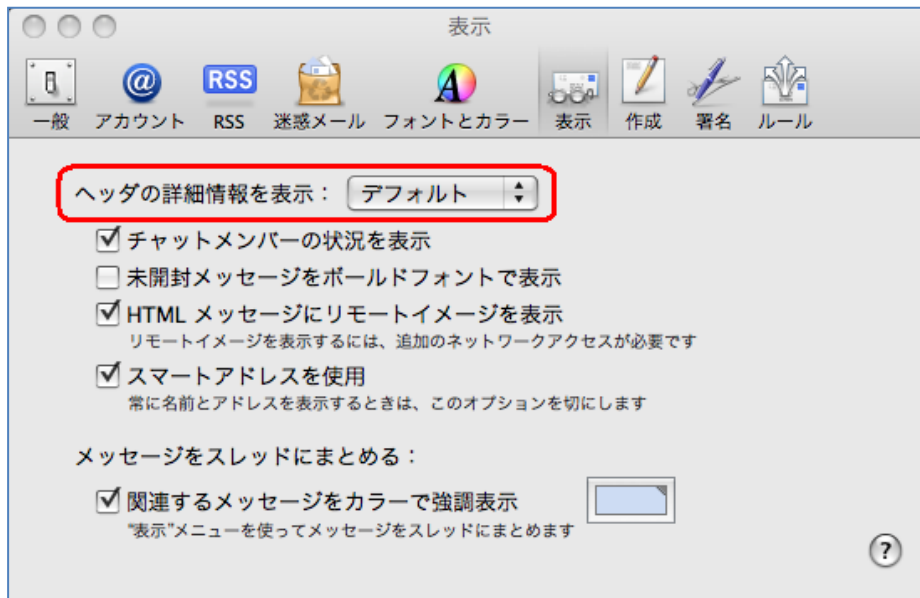 表示
RSS
一般 アカウント RSS 迷惑メール フォントとカラー 表示 作成 署名 ルール
ヘッダの詳細情報を表示： デフォルト
チャットメンバーの状況を表示
未開封メッセージをボールドフォントで表示
HTML メッセージにリモートイメージを表示
リモートイメージを表示するには、追加のネットワークアクセスが必要です
スマートアドレスを使用
常に名前とアドレスを表示するときは、このオプションを切にします
メッセージをスレッドにまとめる：
関連するメッセージをカラーで強調表示
“表示”メニューを使ってメッセージをスレッドにまとめます
?